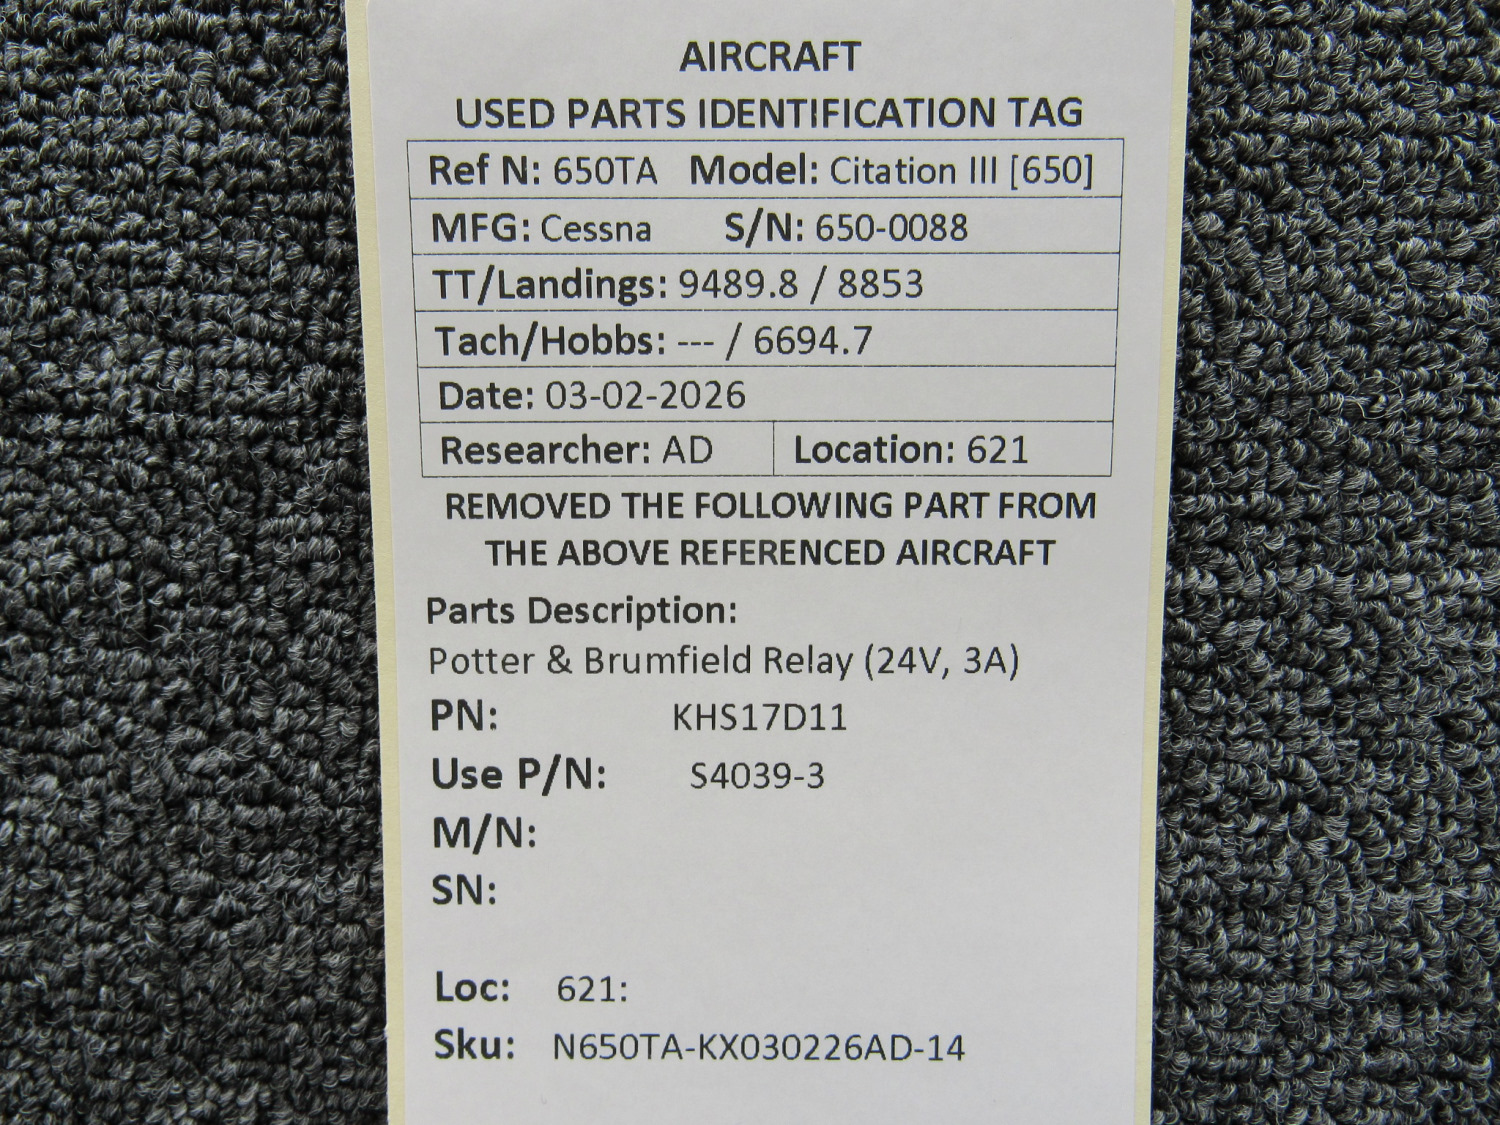 AIRCRAFT
USED PARTS IDENTIFICATION TAG
Ref N: 650TA Model: Citation III [650]
MFG: Cessna S/N: 650-0088
TT/Landings: 9489.8 / 8853
Tach/Hobbs: --- / 6694.7
Date: 03-02-2026
Researcher: AD Location: 621
REMOVED THE FOLLOWING PART FROM
THE ABOVE REFERENCED AIRCRAFT
Parts Description:
Potter & Brumfield Relay (24V, 3A)
PN: KHS17D11
Use P/N: S4039-3
M/N:
SN:
Loc: 621:
Sku: N650TA-KX030226AD-14